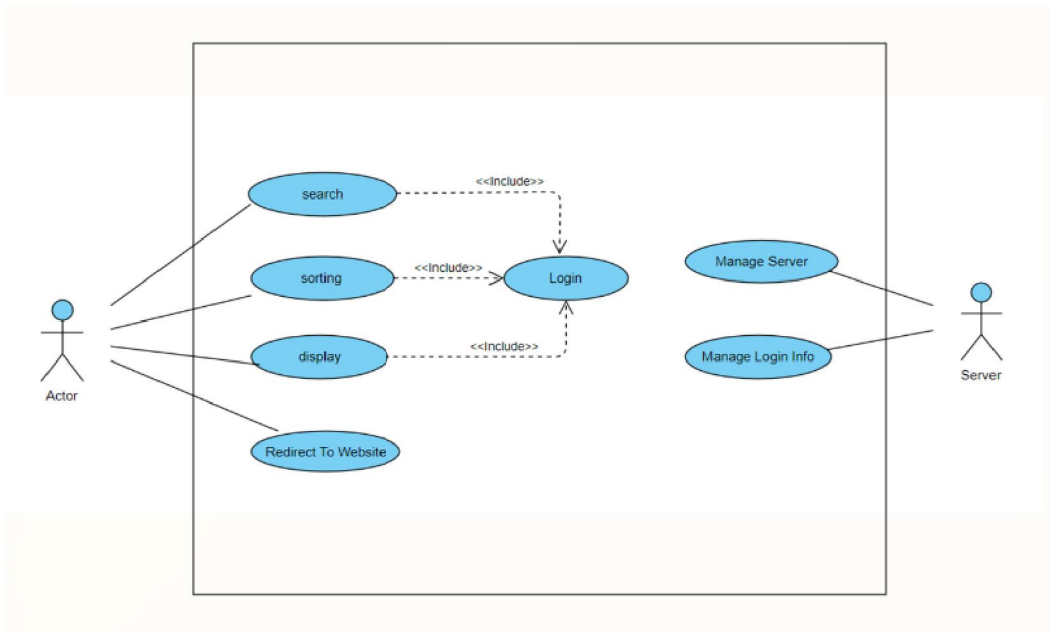 <<Include>>
search
<<Include>>
sorting
Login
Manage Server
<<Include>>
display
Manage Login Info
Actor
Server
Redirect To Website